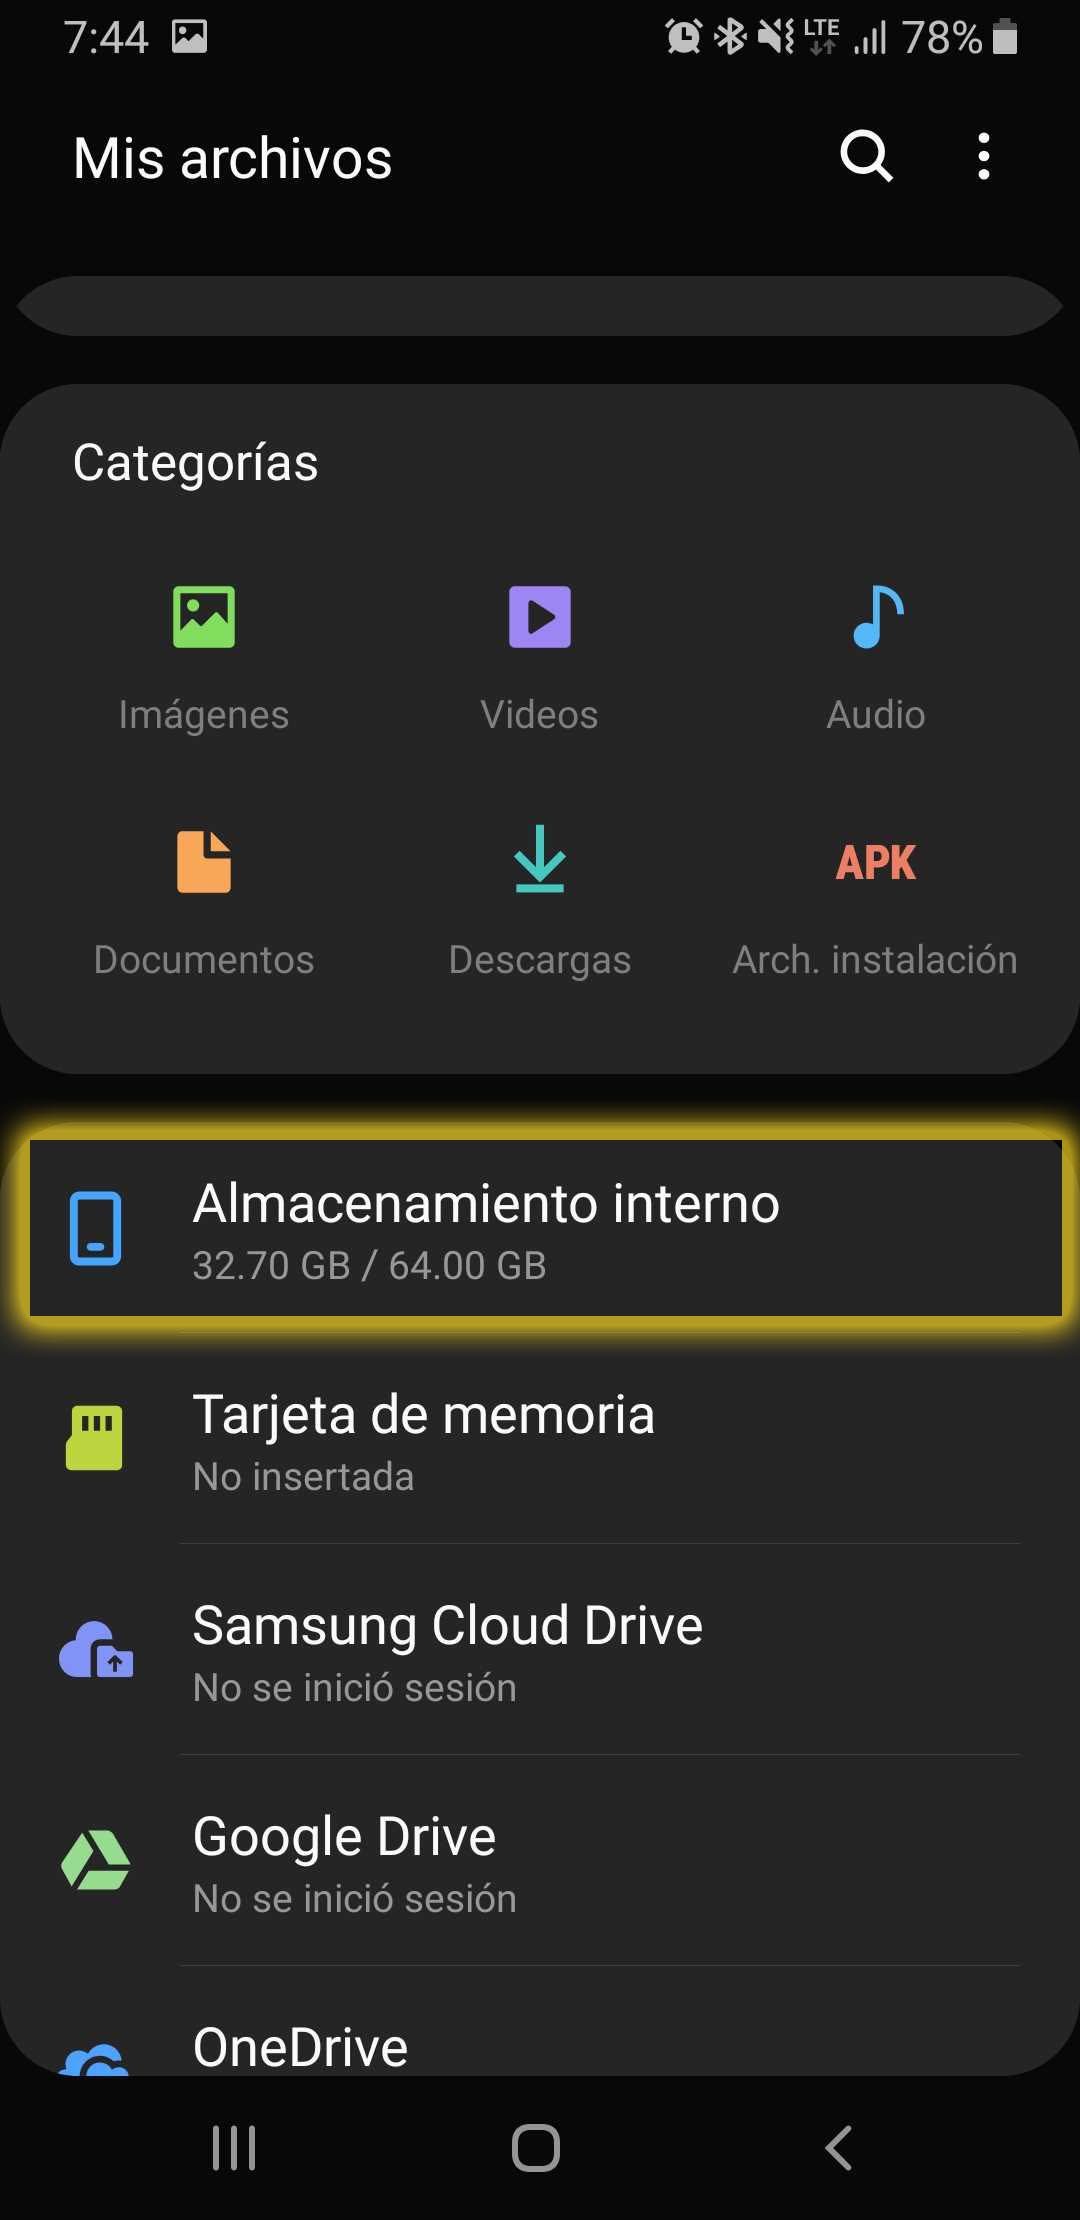 7:44 LTE 78%
Mis archivos
Categorías
Imágenes Videos Audio
APK
Documentos Descargas Arch. instalación
Almacenamiento interno
32.70 GB / 64.00 GB
Tarjeta de memoria
No insertada
Samsung Cloud Drive
No se inició sesión
Google Drive
No se inició sesión
OneDrive